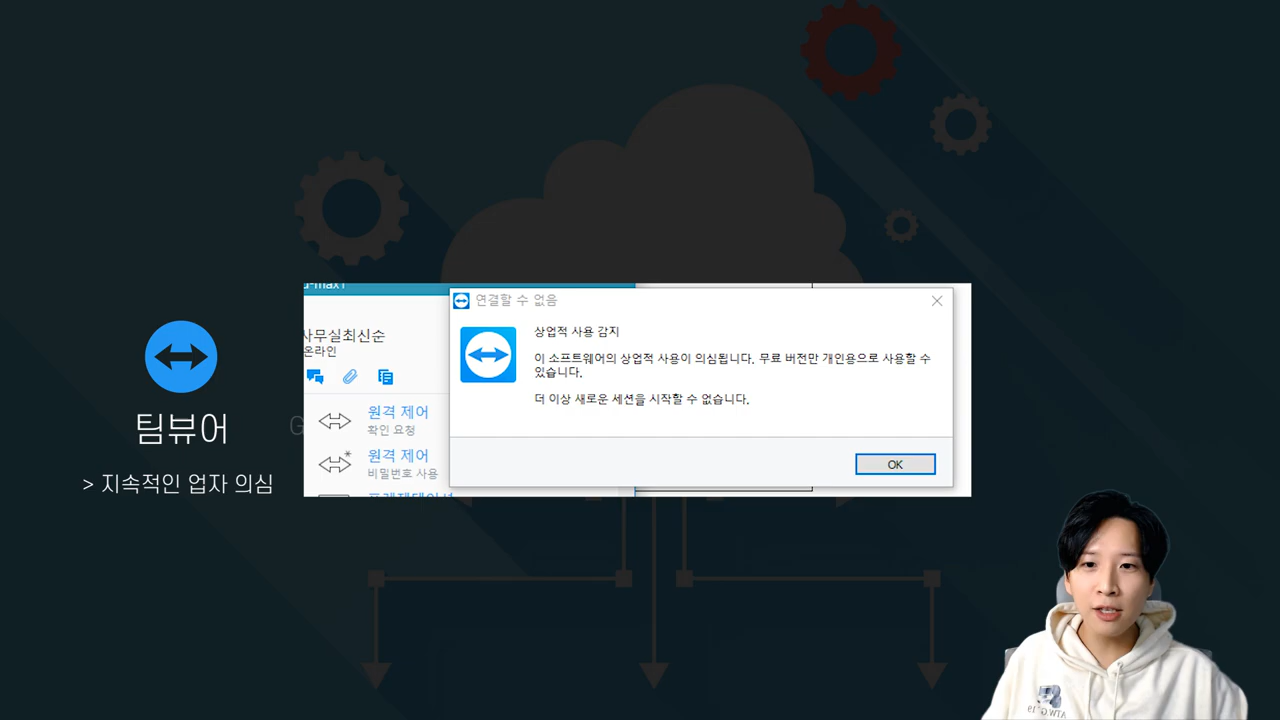 팀뷰어
> 지속적인 업자 의심
사무실최신순
온라인
원격 제어
확인 요청
원격 제어
비밀번호 사용
연결할 수 없음
상업적 사용 감지
이 소프트웨어의 상업적 사용이 의심됩니다. 무료 버전만 개인용으로 사용할 수
있습니다.
더 이상 새로운 세션을 시작할 수 없습니다.
OK